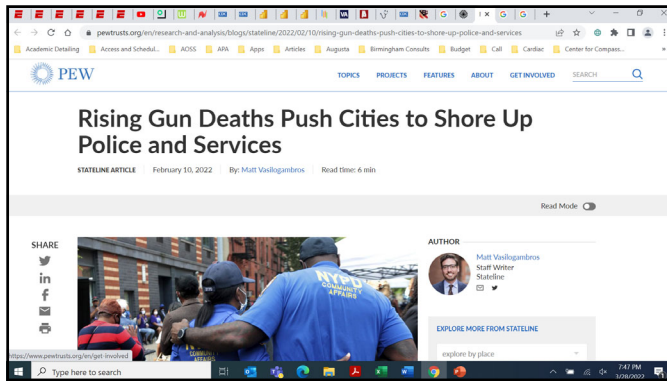 pewtrusts.org/en/research-and-analysis/blogs/stateline/2022/02/10/rising-gun-deaths-push-cities-to-shore-up-police-and-services
Academic Detailing Access and Schedul... AOSS APA Apps Articles Augusta Birmingham Consults Budget Call Cardiac Center for Compass...
PEW
TOPICS PROJECTS FEATURES ABOUT GET INVOLVED SEARCH
Rising Gun Deaths Push Cities to Shore Up
Police and Services
STATELINE ARTICLE February 10, 2022 By: Matt Vasilogambros Read time: 6 min
Read Mode
SHARE
AUTHOR
Matt Vasilogambros
Staff Writer
Stateline
NYPD
COMMUNITY
AFFAIRS
COMMUNITY
AFFAIRS
EXPLORE MORE FROM STATELINE
explore by place
https://www.pewtrusts.org/en/get-involved
Type here to search
7:47 PM
3/28/2022